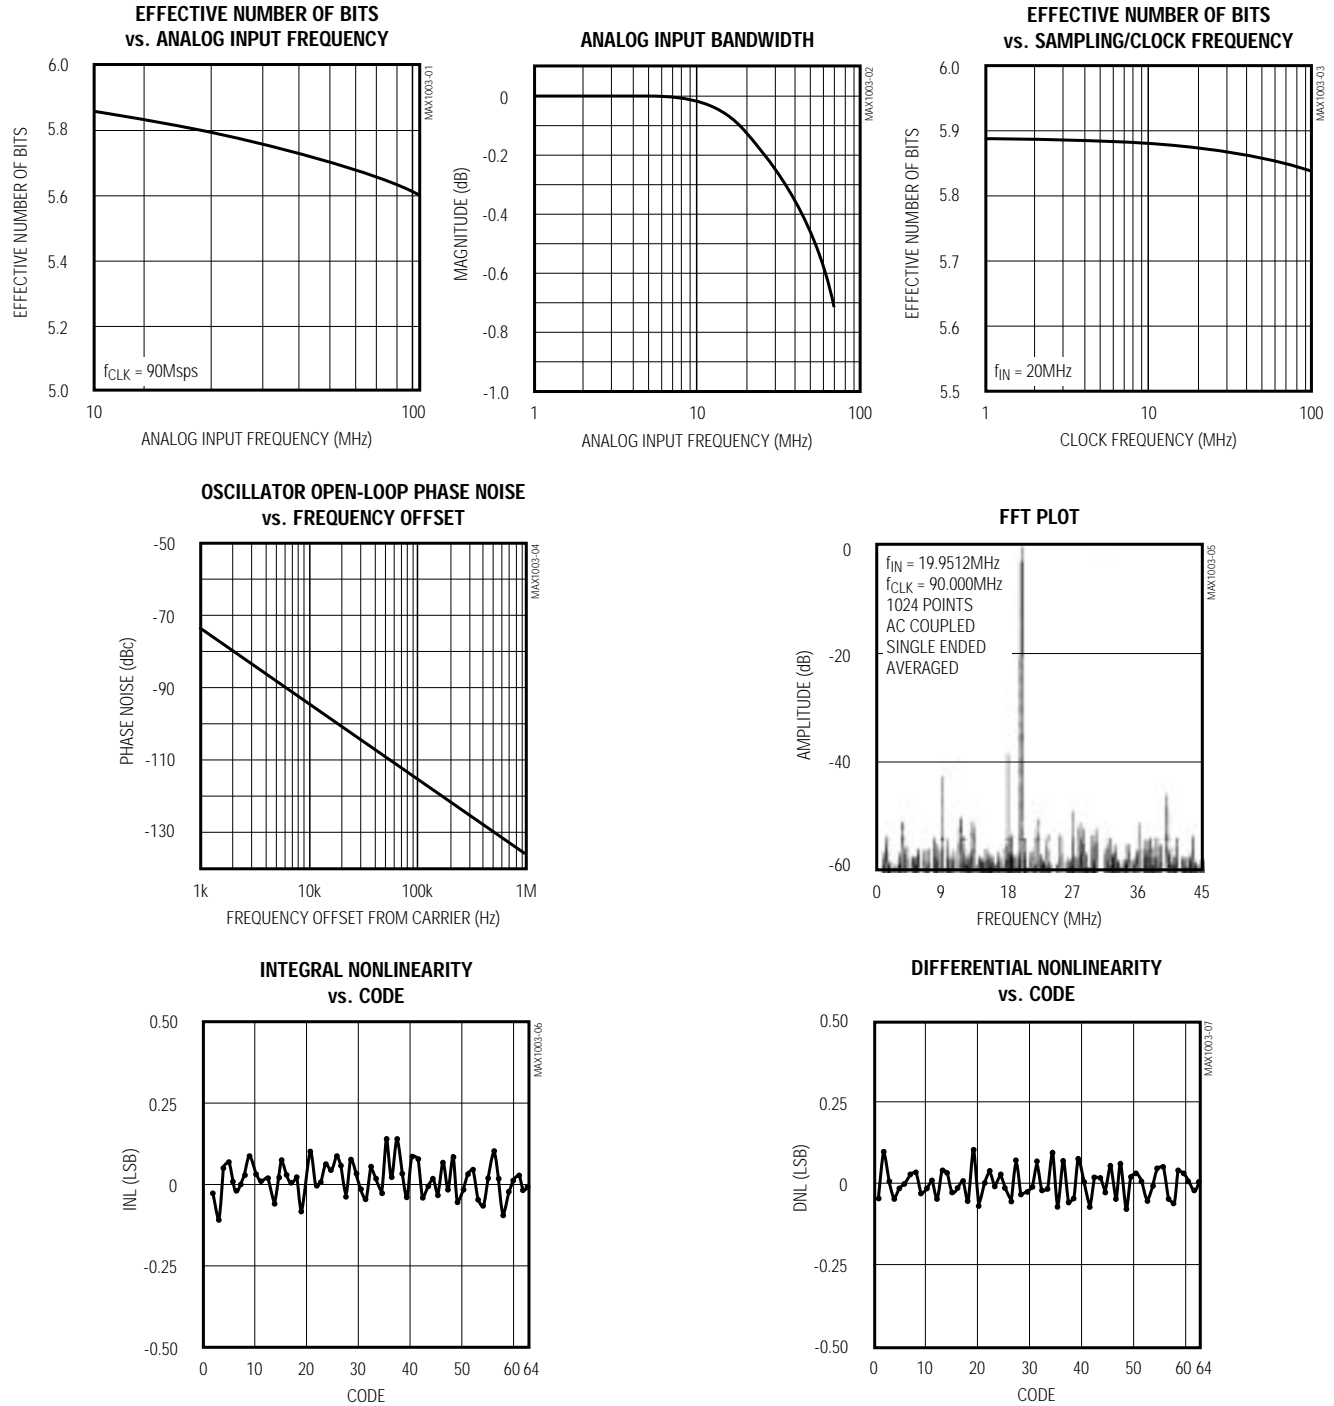 EFFECTIVE NUMBER OF BITS
vs. ANALOG INPUT FREQUENCY
6.0
5.8
5.6
5.4
5.2
5.0
EFFECTIVE NUMBER OF BITS
fCLK = 90Msps
10
100
ANALOG INPUT FREQUENCY (MHz)
MAX1003-01
ANALOG INPUT BANDWIDTH
0
-0.2
-0.4
-0.6
-0.8
-1.0
MAGNITUDE (dB)
1
10
100
ANALOG INPUT FREQUENCY (MHz)
MAX1003-02
EFFECTIVE NUMBER OF BITS
vs. SAMPLING/CLOCK FREQUENCY
6.0
5.9
5.8
5.7
5.6
5.5
EFFECTIVE NUMBER OF BITS
fIN = 20MHz
1
10
100
CLOCK FREQUENCY (MHz)
MAX1003-03
OSCILLATOR OPEN-LOOP PHASE NOISE
vs. FREQUENCY OFFSET
-50
-70
-90
-110
-130
PHASE NOISE (dBc)
1k
10k
100k
1M
FREQUENCY OFFSET FROM CARRIER (Hz)
MAX1003-04
FFT PLOT
0
-20
-40
-60
AMPLITUDE (dB)
fIN = 19.9512MHz
fCLK = 90.000MHz
1024 POINTS
AC COUPLED
SINGLE ENDED
AVERAGED
0
9
18
27
36
45
FREQUENCY (MHz)
MAX1003-05
INTEGRAL NONLINEARITY
vs. CODE
0.50
0.25
0
-0.25
-0.50
INL (LSB)
0
10
20
30
40
50
60
64
CODE
MAX1003-06
DIFFERENTIAL NONLINEARITY
vs. CODE
0.50
0.25
0
-0.25
-0.50
DNL (LSB)
0
10
20
30
40
50
60
64
CODE
MAX1003-07